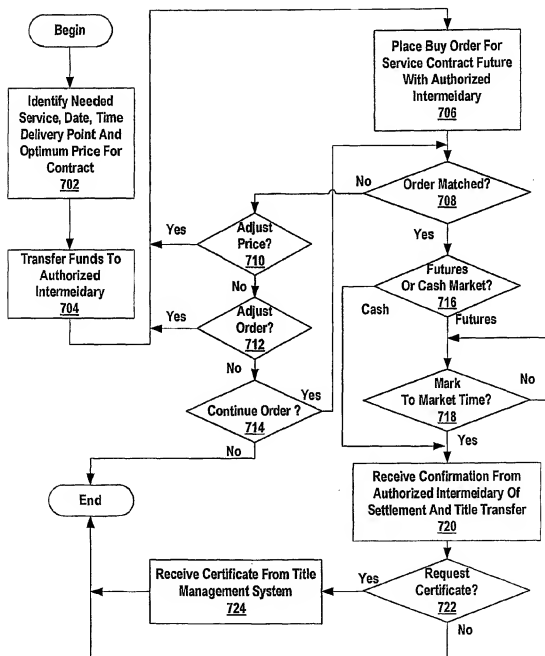 Begin
Identify Needed
Service, Date, Time
Delivery Point And
Optimum Price For
Contract
702
Transfer Funds To
Authorized
Intermeidary
704
Place Buy Order For
Service Contract Future
With Authorized
Intermeidary
706
Order Matched?
708
No
Yes
Adjust
Price?
710
Yes
No
Adjust
Order?
712
Yes
No
Continue Order ?
714
Yes
No
End
Futures
Or Cash Market?
716
Cash
Futures
Mark
To Market Time?
718
No
Yes
Receive Confirmation From
Authorized Intermeidary Of
Settlement And Title Transfer
720
Request
Certificate?
722
Yes
No
Receive Certificate From Title
Management System
724